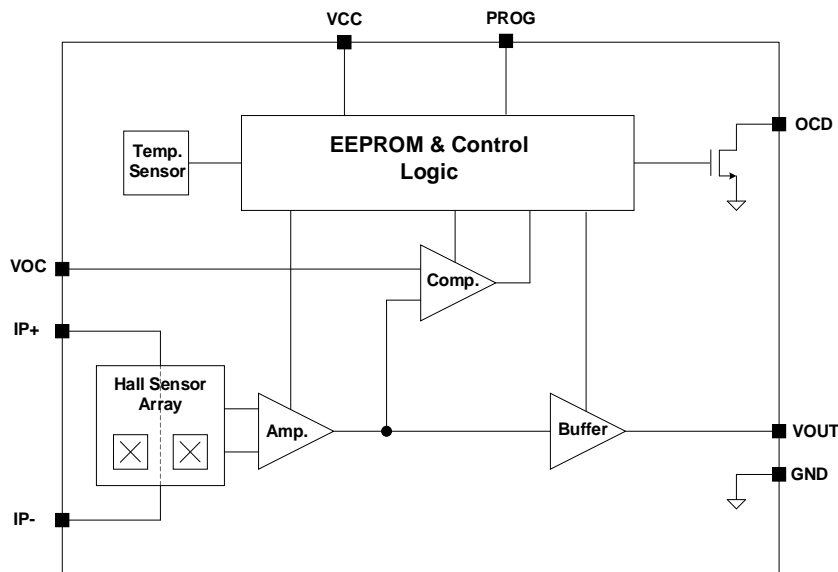 VCC
PROG
OCD
EEPROM & Control
Logic
Temp.
Sensor
VOC
Comp.
IP+
Hall Sensor
Array
Amp.
Buffer
VOUT
GND
IP-